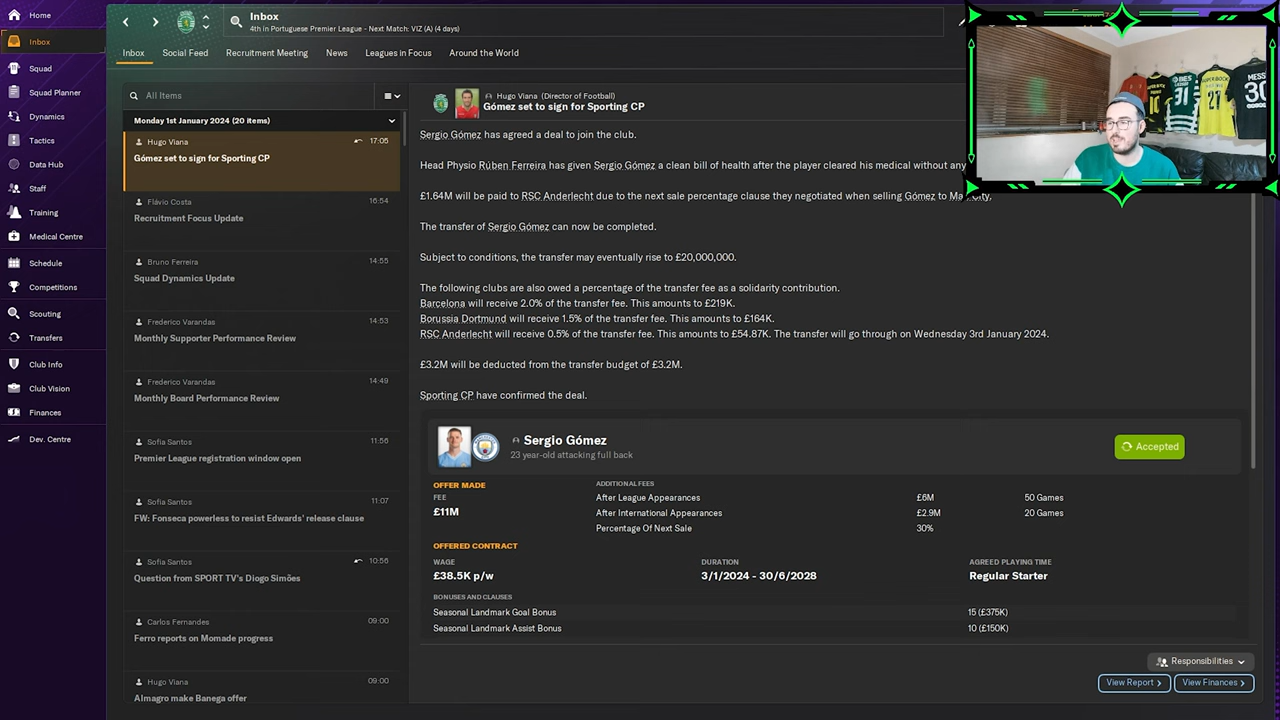 Home
Inbox
Squad
Squad Planner
Dynamics
Tactics
Data Hub
Staff
Training
Medical Centre
Schedule
Competitions
Scouting
Transfers
Club Info
Club Vision
Finances
Dev. Centre
Inbox
4th in Portuguese Premier League - Next Match: VIZ (A) (4 days)
Inbox Social Feed Recruitment Meeting News Leagues in Focus Around the World
All Items
Monday 1st January 2024 (20 items)
Hugo Viana 17:05
Gómez set to sign for Sporting CP
Flávio Costa 16:54
Recruitment Focus Update
Bruno Ferreira 14:55
Squad Dynamics Update
Frederico Varandas 14:53
Monthly Supporter Performance Review
Frederico Varandas 14:49
Monthly Board Performance Review
Sofia Santos 11:56
Premier League registration window open
Sofia Santos 11:07
FW: Fonseca powerless to resist Edwards' release clause
Sofia Santos 10:56
Question from SPORT TV's Diogo Simões
Carlos Fernandes 09:00
Ferro reports on Momade progress
Hugo Viana 09:00
Almagro make Banega offer
Hugo Viana (Director of Football)
Gómez set to sign for Sporting CP
Sergio Gómez has agreed a deal to join the club.
Head Physio Rúben Ferreira has given Sergio Gómez a clean bill of health after the player cleared his medical without any
£1.64M will be paid to RSC Anderlecht due to the next sale percentage clause they negotiated when selling Gómez to Man City.
The transfer of Sergio Gómez can now be completed.
Subject to conditions, the transfer may eventually rise to £20,000,000.
The following clubs are also owed a percentage of the transfer fee as a solidarity contribution.
Barcelona will receive 2.0% of the transfer fee. This amounts to £219K.
Borussia Dortmund will receive 1.5% of the transfer fee. This amounts to £164K.
RSC Anderlecht will receive 0.5% of the transfer fee. This amounts to £54.87K. The transfer will go through on Wednesday 3rd January 2024.
£3.2M will be deducted from the transfer budget of £3.2M.
Sporting CP have confirmed the deal.
Sergio Gómez
23 year-old attacking full back
Accepted
OFFER MADE
FEE
£11M
ADDITIONAL FEES
After League Appearances £6M 50 Games
After International Appearances £2.9M 20 Games
Percentage Of Next Sale 30%
OFFERED CONTRACT
WAGE DURATION AGREED PLAYING TIME
£38.5K p/w 3/1/2024 - 30/6/2028 Regular Starter
BONUSES AND CLAUSES
Seasonal Landmark Goal Bonus 15 (£375K)
Seasonal Landmark Assist Bonus 10 (£150K)
Responsibilities
View Report View Finances
10
31
27
MESS
30